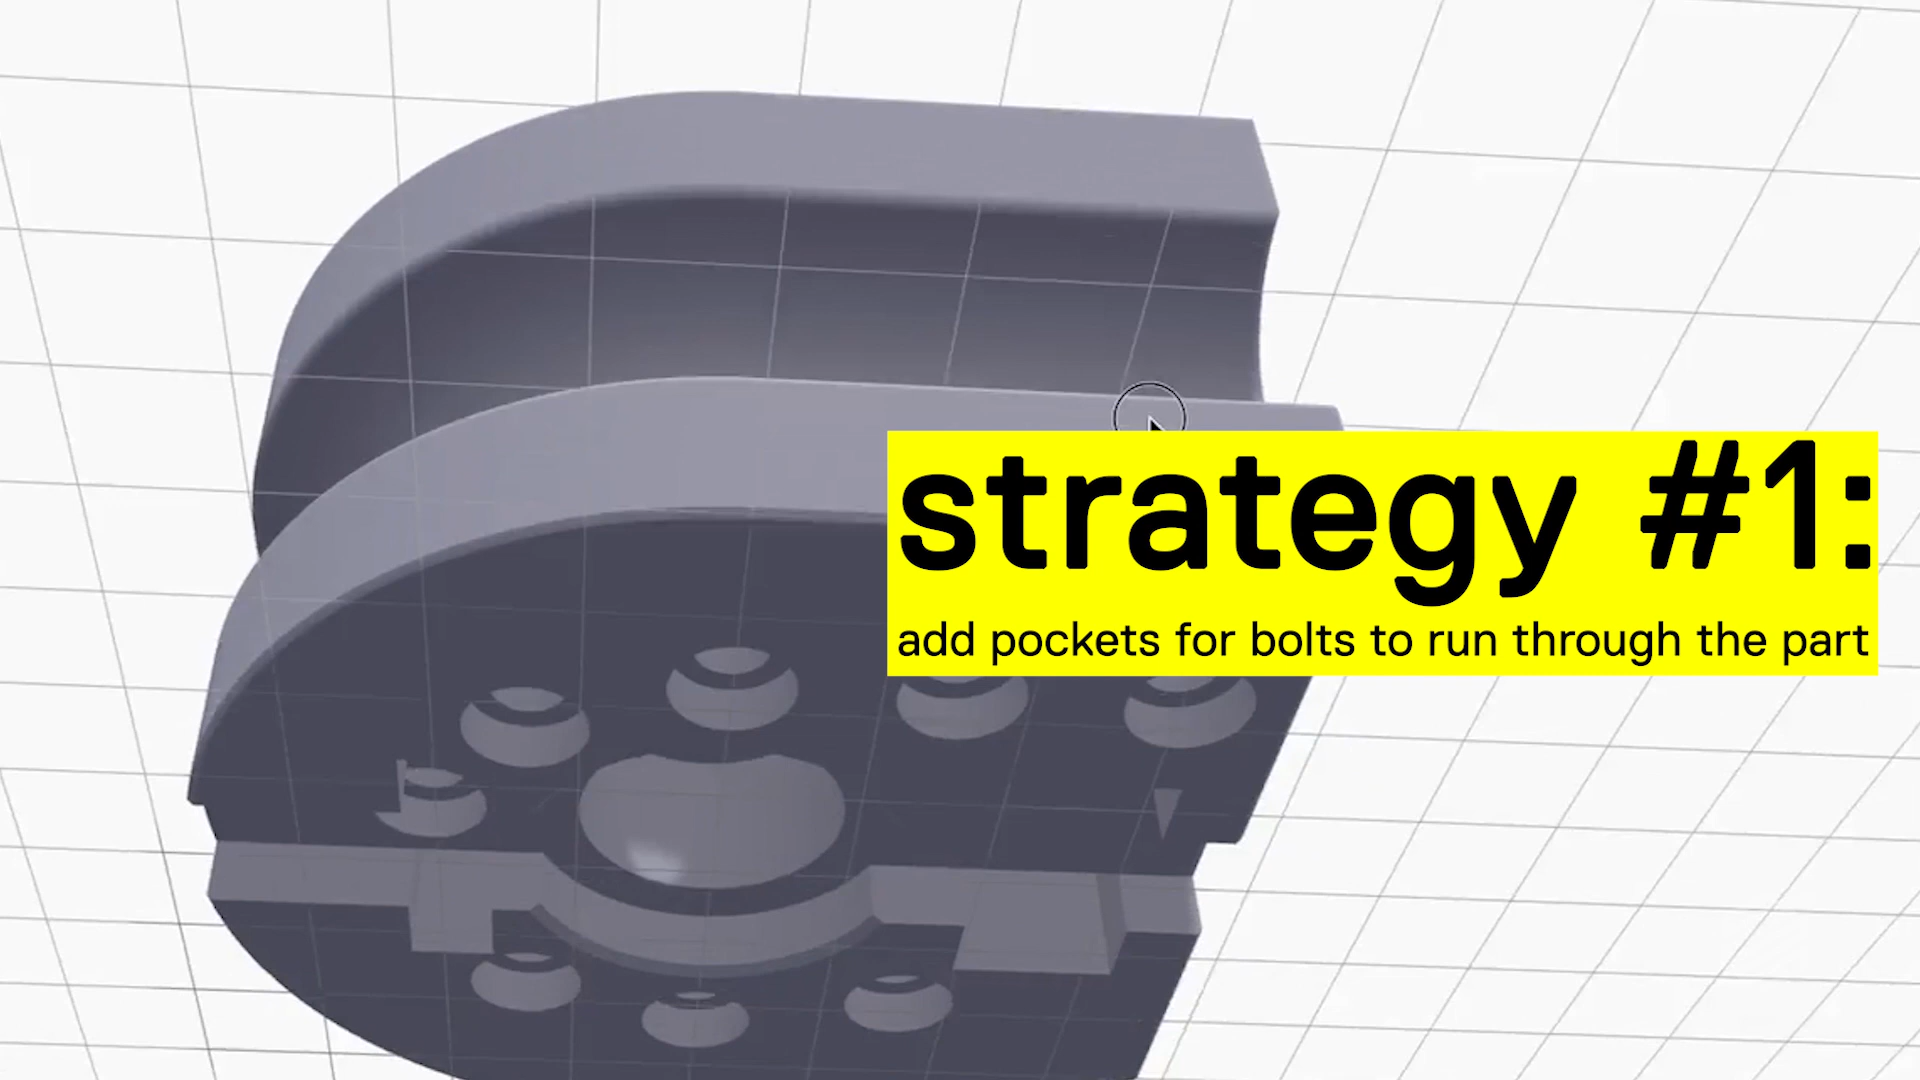 strategy #1:
add pockets for bolts to run through the part